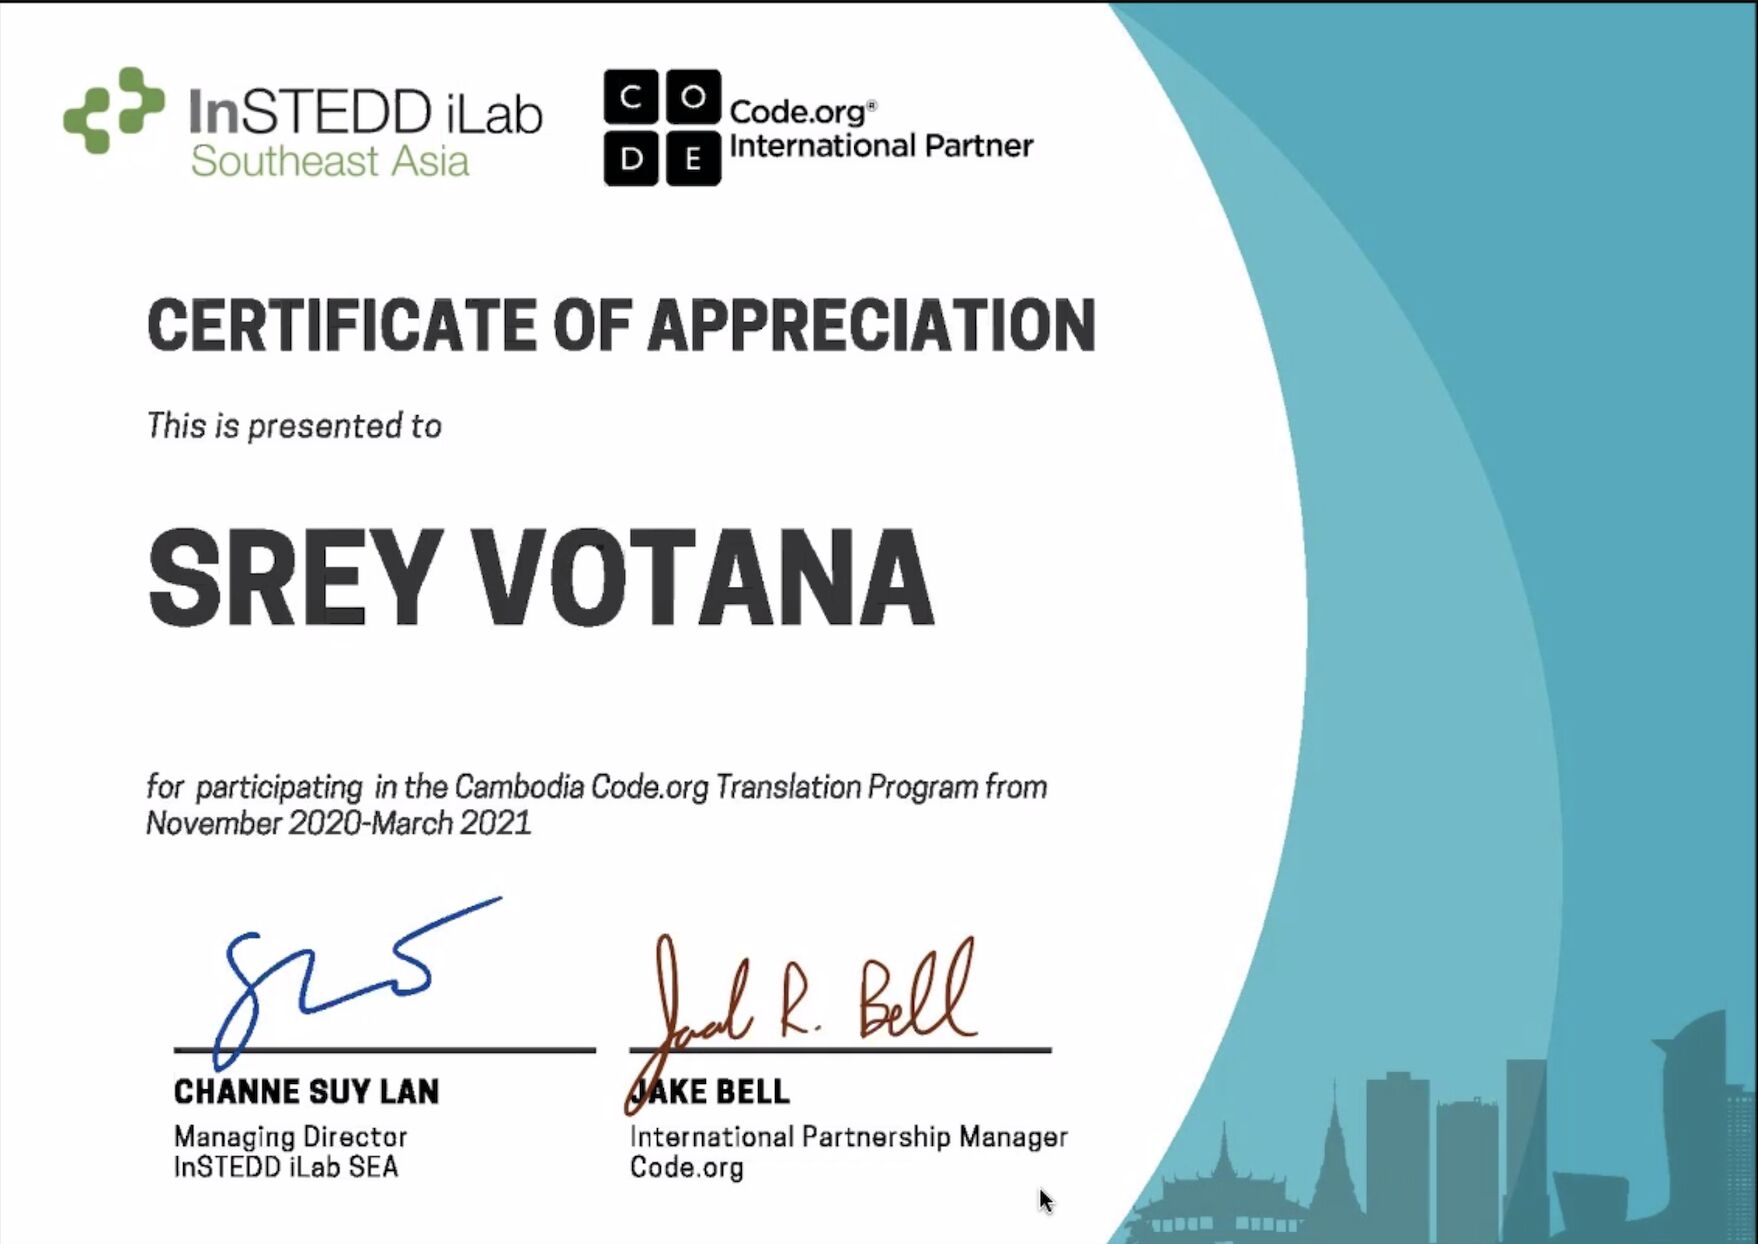 InSTEDD iLab
Southeast Asia
CODE
Code.org®
International Partner
CERTIFICATE OF APPRECIATION
This is presented to
SREY VOTANA
for participating in the Cambodia Code.org Translation Program from
November 2020-March 2021
R. Bell
CHANNE SUY LAN
Managing Director
InSTEDD iLab SEA
JAKE BELL
International Partnership Manager
Code.org